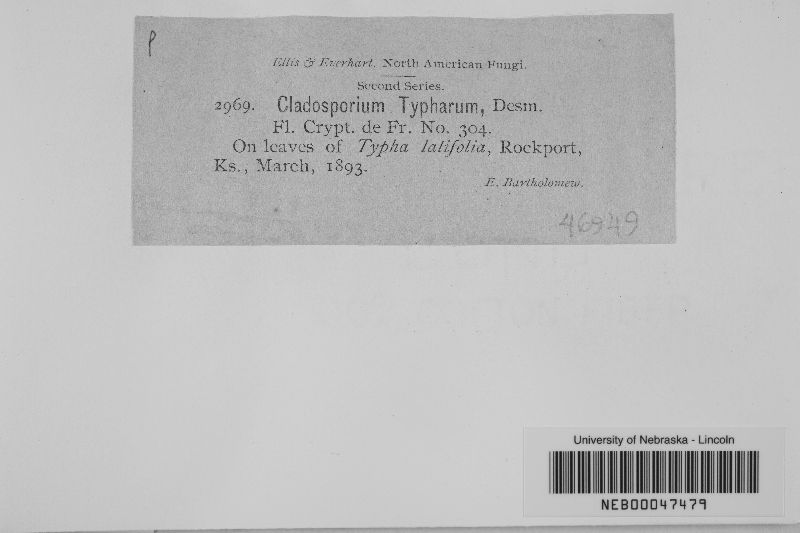 P
Ellis & Everhart. North American Fungi.
Second Series.
2969. Cladosporium Typharum, Desm.
Fl. Crypt. de Fr. No. 304.
On leaves of Typha latifolia, Rockport,
Ks., March, 1893.
E. Bartholomew.
46949
University of Nebraska - Lincoln
NEB00047479